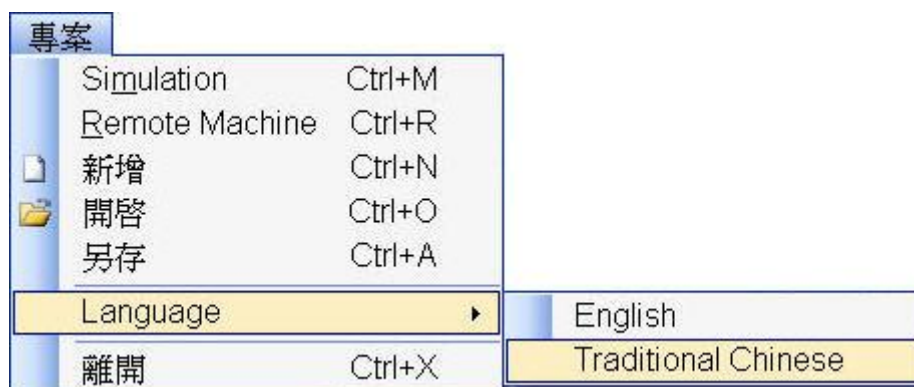 專案
Simulation Ctrl+M
Remote Machine Ctrl+R
新增 Ctrl+N
開啓 Ctrl+O
另存 Ctrl+A
Language
English
Traditional Chinese
離開 Ctrl+X